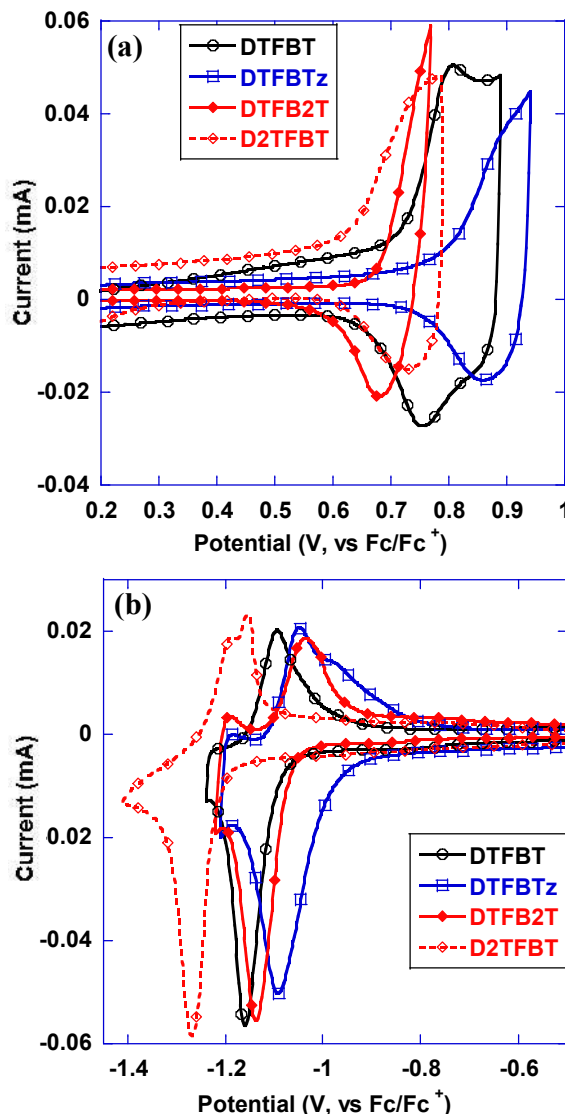 (a)
DTFBT
DTFBTz
DTFB2T
D2TFBT
0.06
0.04
0.02
0
-0.02
-0.04
Current (mA)
0.2 0.3 0.4 0.5 0.6 0.7 0.8 0.9 1
Potential (V, vs Fc/Fc +)
(b)
0.02
0
0.02
0.04
-0.06
Current (mA)
DTFBT
DTFBTz
DTFB2T
D2TFBT
-1.4 -1.2 -1 -0.8 -0.6
Potential (V, vs Fc/Fc +)